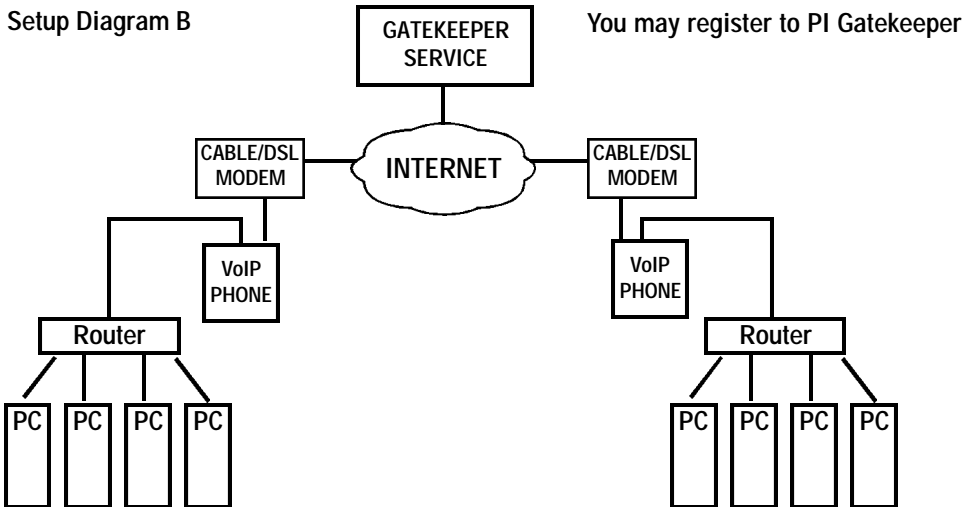 Setup Diagram B
You may register to PI Gatekeeper
GATEKEEPER
SERVICE
CABLE/DSL
MODEM
INTERNET
CABLE/DSL
MODEM
VoIP
PHONE
VoIP
PHONE
Router
Router
PC PC PC PC
PC PC PC PC